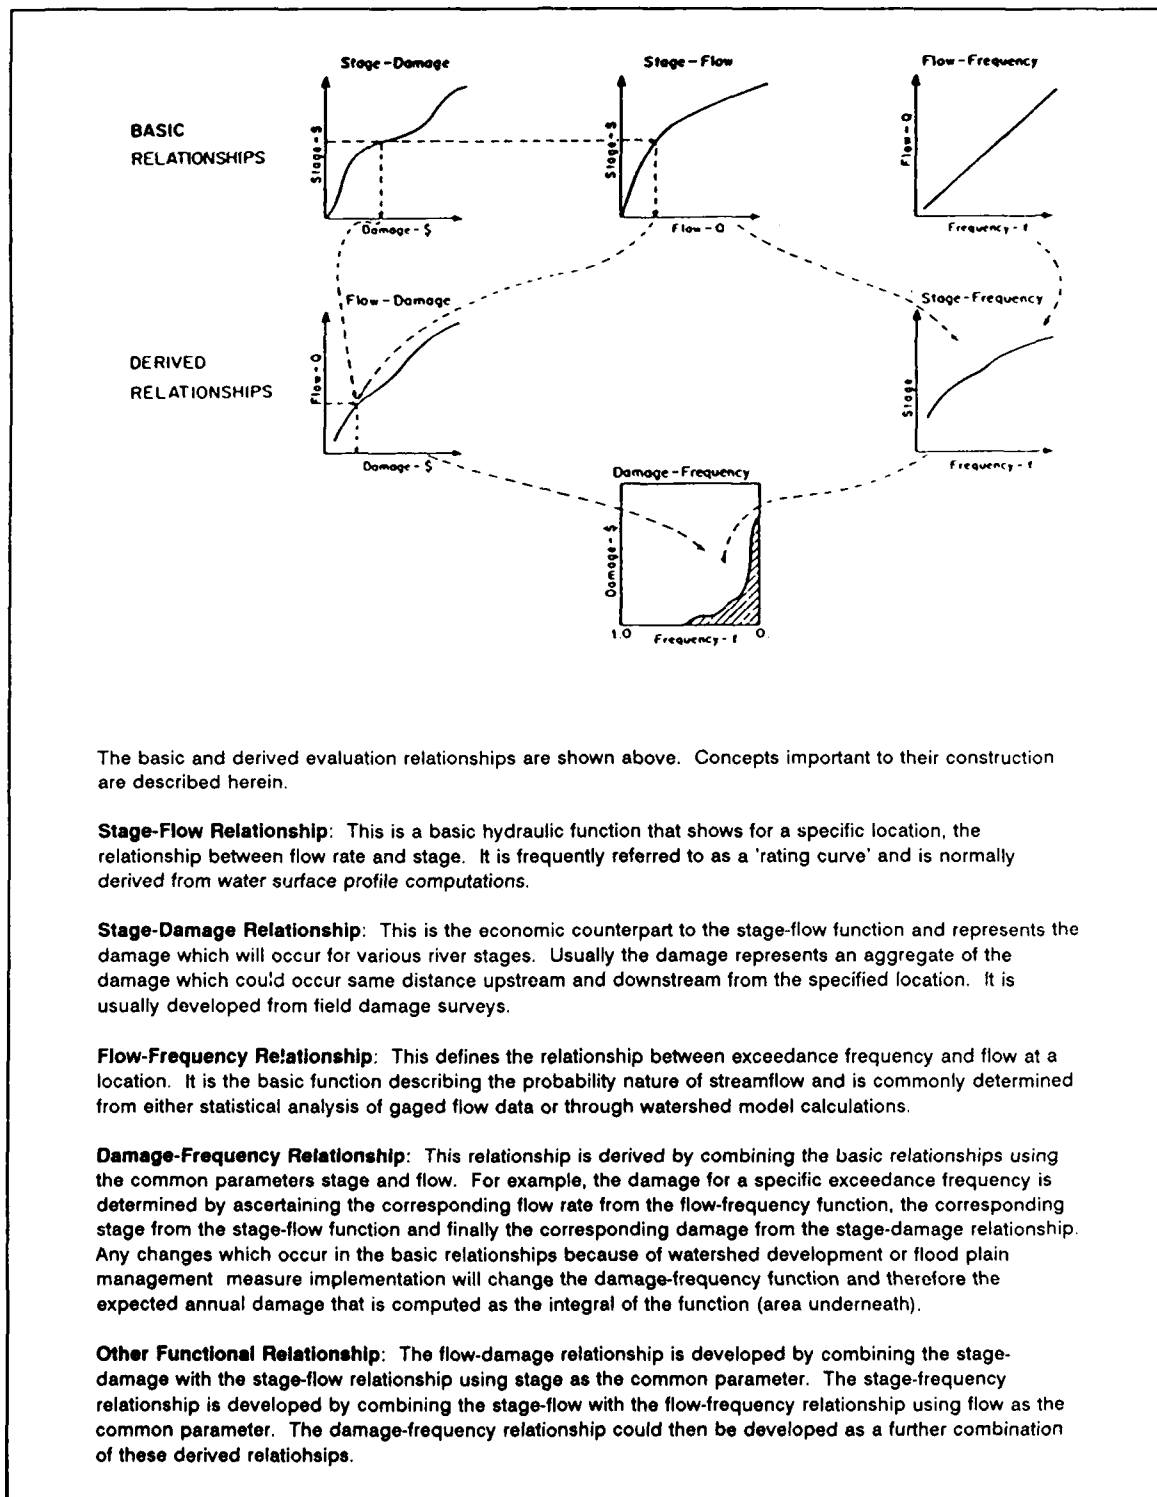 Stage-Damage
Stage-Flow
Flow-Frequency
BASIC
RELATIONSHIPS
Stage-$
Damage-$
Stage-$
Flow-Q
Flow-Q
Frequency-f
Flow-Damage
Stage-Frequency
DERIVED
RELATIONSHIPS
Flow-Q
Damage-$
Stage
Frequency-f
Damage-Frequency
Damage-$
1.0 Frequency-f 0.
The basic and derived evaluation relationships are shown above. Concepts important to their construction
are described herein.
Stage-Flow Relationship: This is a basic hydraulic function that shows for a specific location, the
relationship between flow rate and stage. It is frequently referred to as a 'rating curve' and is normally
derived from water surface profile computations.
Stage-Damage Relationship: This is the economic counterpart to the stage-flow function and represents the
damage which will occur for various river stages. Usually the damage represents an aggregate of the
damage which could occur same distance upstream and downstream from the specified location. It is
usually developed from field damage surveys.
Flow-Frequency Relationship: This defines the relationship between exceedance frequency and flow at a
location. It is the basic function describing the probability nature of streamflow and is commonly determined
from either statistical analysis of gaged flow data or through watershed model calculations.
Damage-Frequency Relationship: This relationship is derived by combining the basic relationships using
the common parameters stage and flow. For example, the damage for a specific exceedance frequency is
determined by ascertaining the corresponding flow rate from the flow-frequency function, the corresponding
stage from the stage-flow function and finally the corresponding damage from the stage-damage relationship.
Any changes which occur in the basic relationships because of watershed development or flood plain
management measure implementation will change the damage-frequency function and therefore the
expected annual damage that is computed as the integral of the function (area underneath).
Other Functional Relationship: The flow-damage relationship is developed by combining the stage-
damage with the stage-flow relationship using stage as the common parameter. The stage-frequency
relationship is developed by combining the stage-flow with the flow-frequency relationship using flow as the
common parameter. The damage-frequency relationship could then be developed as a further combination
of these derived relatiohsips.